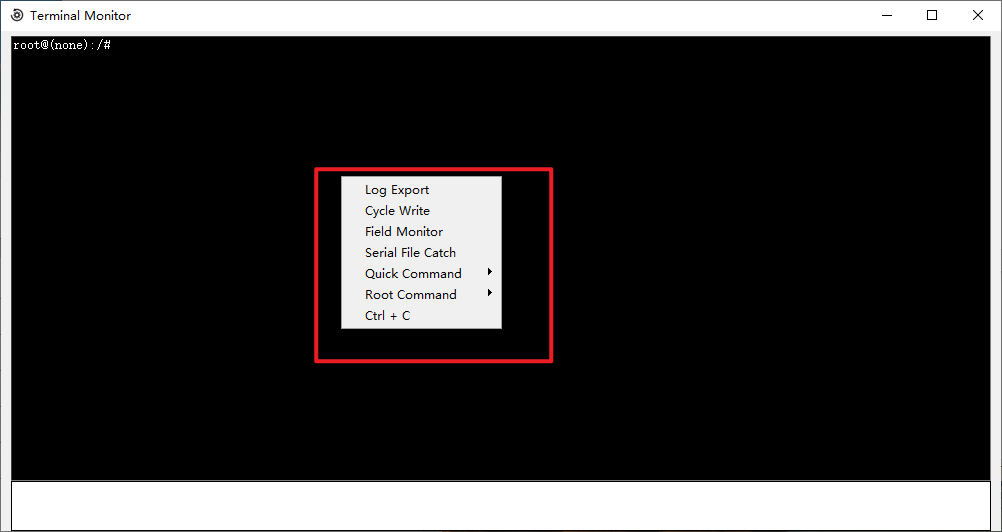 Terminal Monitor
root@(none):/#
Log Export
Cycle Write
Field Monitor
Serial File Catch
Quick Command
Root Command
Ctrl + C